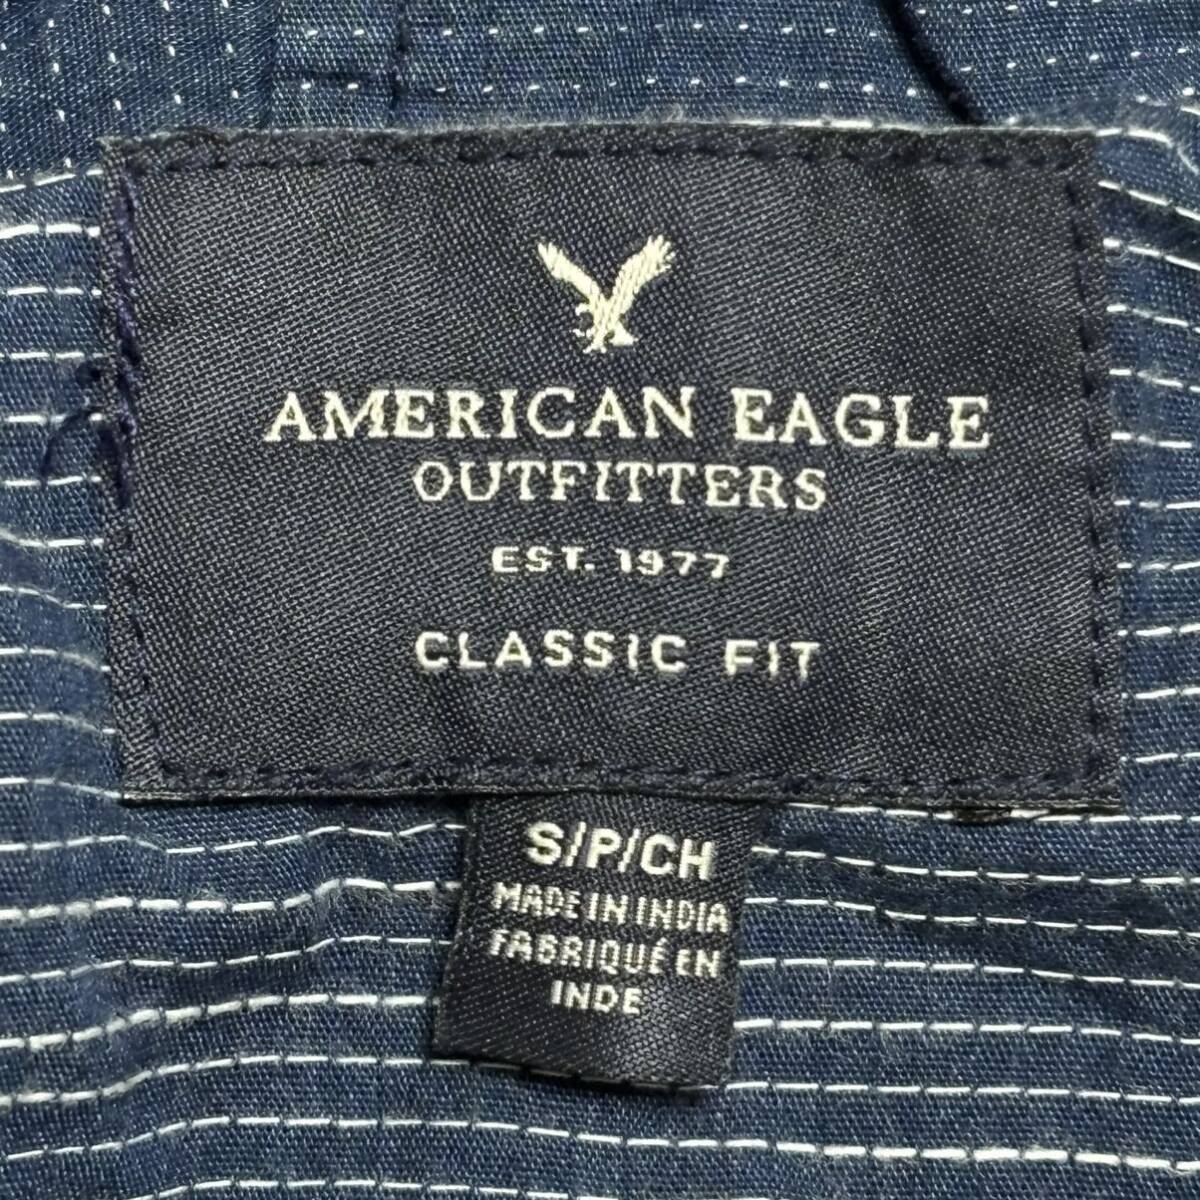 AMERICAN EAGLE
OUTFITTERS
EST. 1977
CLASSIC FIT
S/P/CH
MADE IN INDIA
FABRIQUÉ EN
INDE